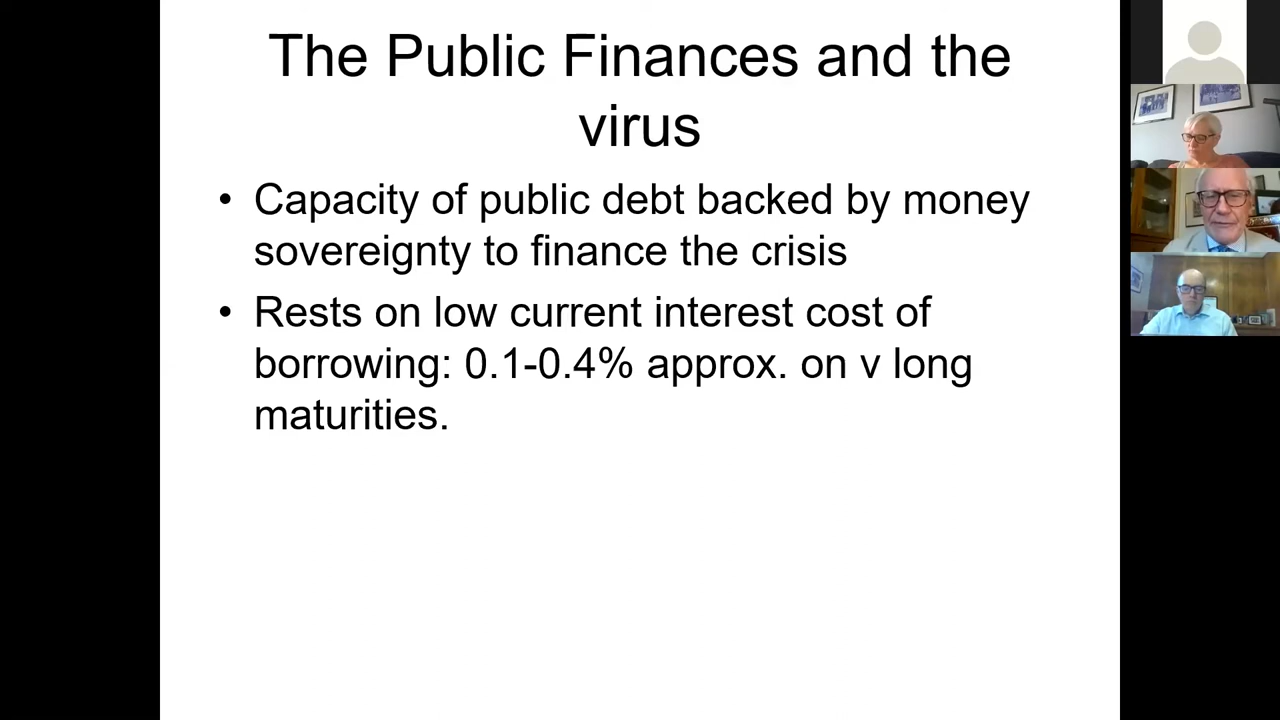 The Public Finances and the
virus
• Capacity of public debt backed by money
sovereignty to finance the crisis
• Rests on low current interest cost of
borrowing: 0.1-0.4% approx. on v long
maturities.